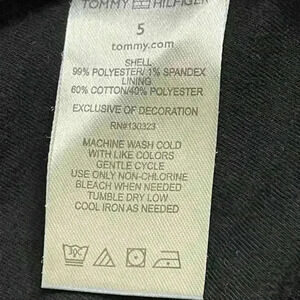 TOMMY HILFIGER
5
tommy.com
SHELL
99% POLYESTER/ 1% SPANDEX
LINING
60% COTTON/40% POLYESTER
EXCLUSIVE OF DECORATION
RN#130323
MACHINE WASH COLD
WITH LIKE COLORS
GENTLE CYCLE
USE ONLY NON-CHLORINE
BLEACH WHEN NEEDED
TUMBLE DRY LOW
COOL IRON AS NEEDED
30C